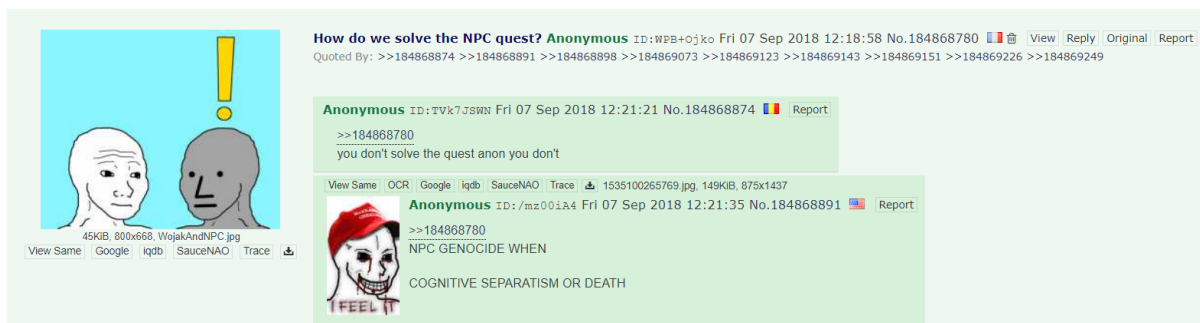 How do we solve the NPC quest? Anonymous ID:WPB+Ojko Fri 07 Sep 2018 12:18:58 No.184868780 View Reply Original Report
Quoted By: >>184868874 >>184868891 >>184868898 >>184869073 >>184869123 >>184869143 >>184869151 >>184869226 >>184869249
Anonymous ID:TVk7JSWN Fri 07 Sep 2018 12:21:21 No.184868874 Report
>>184868780
you don't solve the quest anon you don't
View Same OCR Google iqdb SauceNAO Trace 1535100265769.jpg, 149KiB, 875x1437
Anonymous ID:/mz00iA4 Fri 07 Sep 2018 12:21:35 No.184868891 Report
>>184868780
NPC GENOCIDE WHEN
COGNITIVE SEPARATISM OR DEATH
I FEEL IT
45KiB, 800x668, WojakAndNPC.jpg
View Same Google iqdb SauceNAO Trace